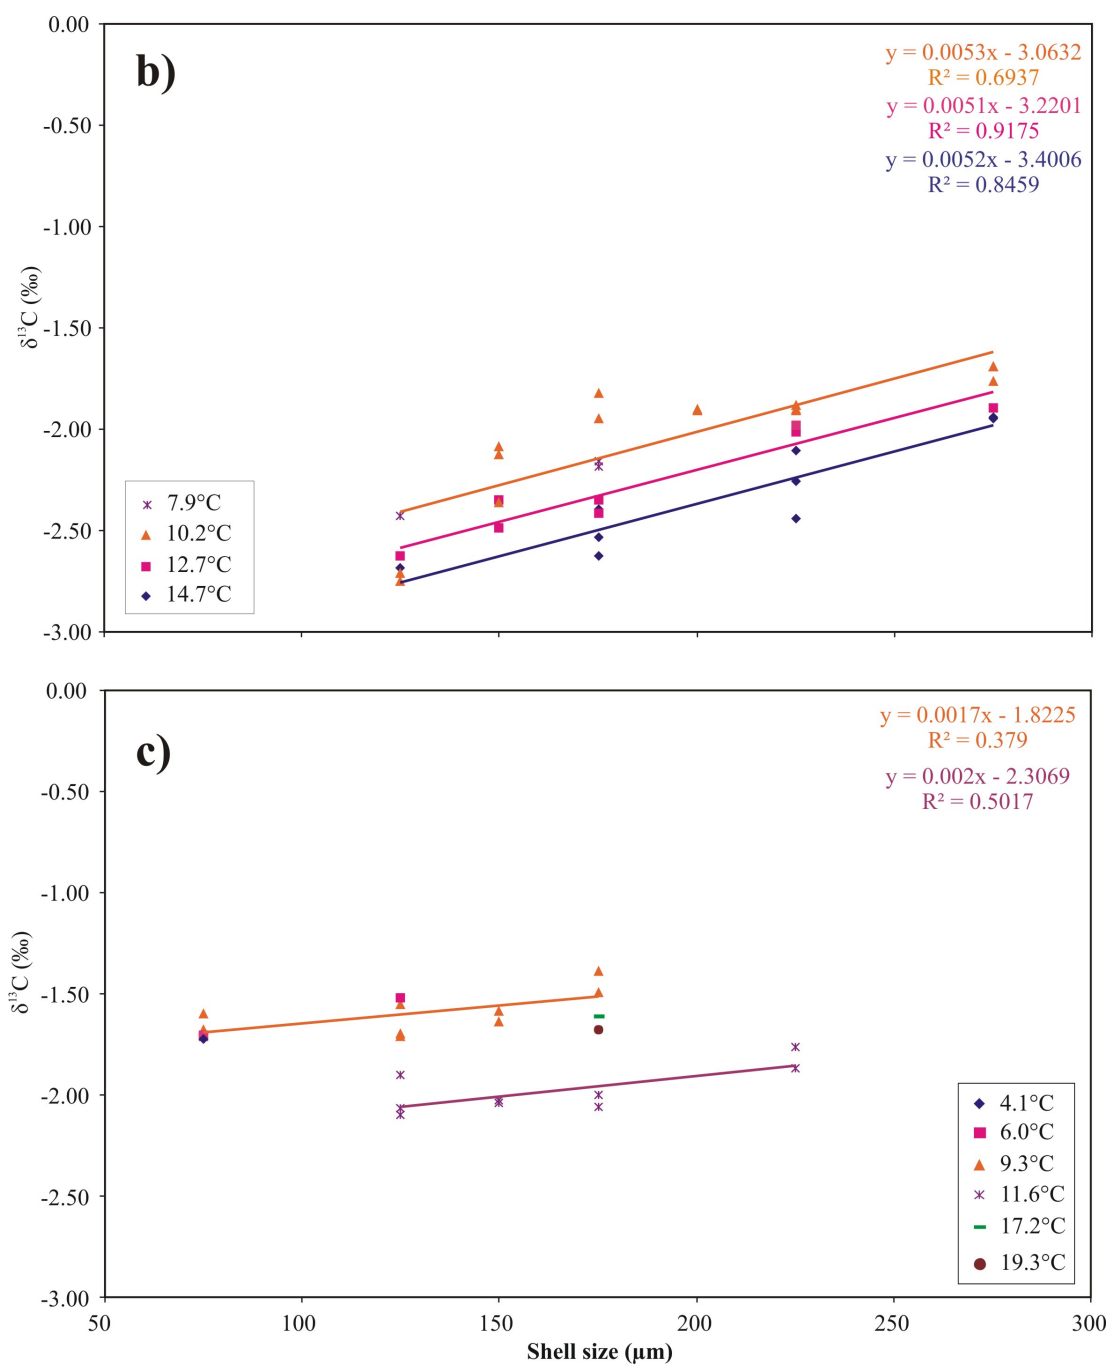 0.00
b)
y = 0.0053x - 3.0632
R² = 0.6937
y = 0.0051x - 3.2201
R² = 0.9175
y = 0.0052x - 3.4006
R² = 0.8459
-0.50
-1.00
δ¹³C (‰)
-1.50
-2.00
-2.50
-3.00
7.9°C
10.2°C
12.7°C
14.7°C
0.00
c)
y = 0.0017x - 1.8225
R² = 0.379
y = 0.002x - 2.3069
R² = 0.5017
-0.50
-1.00
δ¹³C (‰)
-1.50
-2.00
-2.50
-3.00
4.1°C
6.0°C
9.3°C
11.6°C
17.2°C
19.3°C
50 100 150 200 250 300
Shell size (µm)